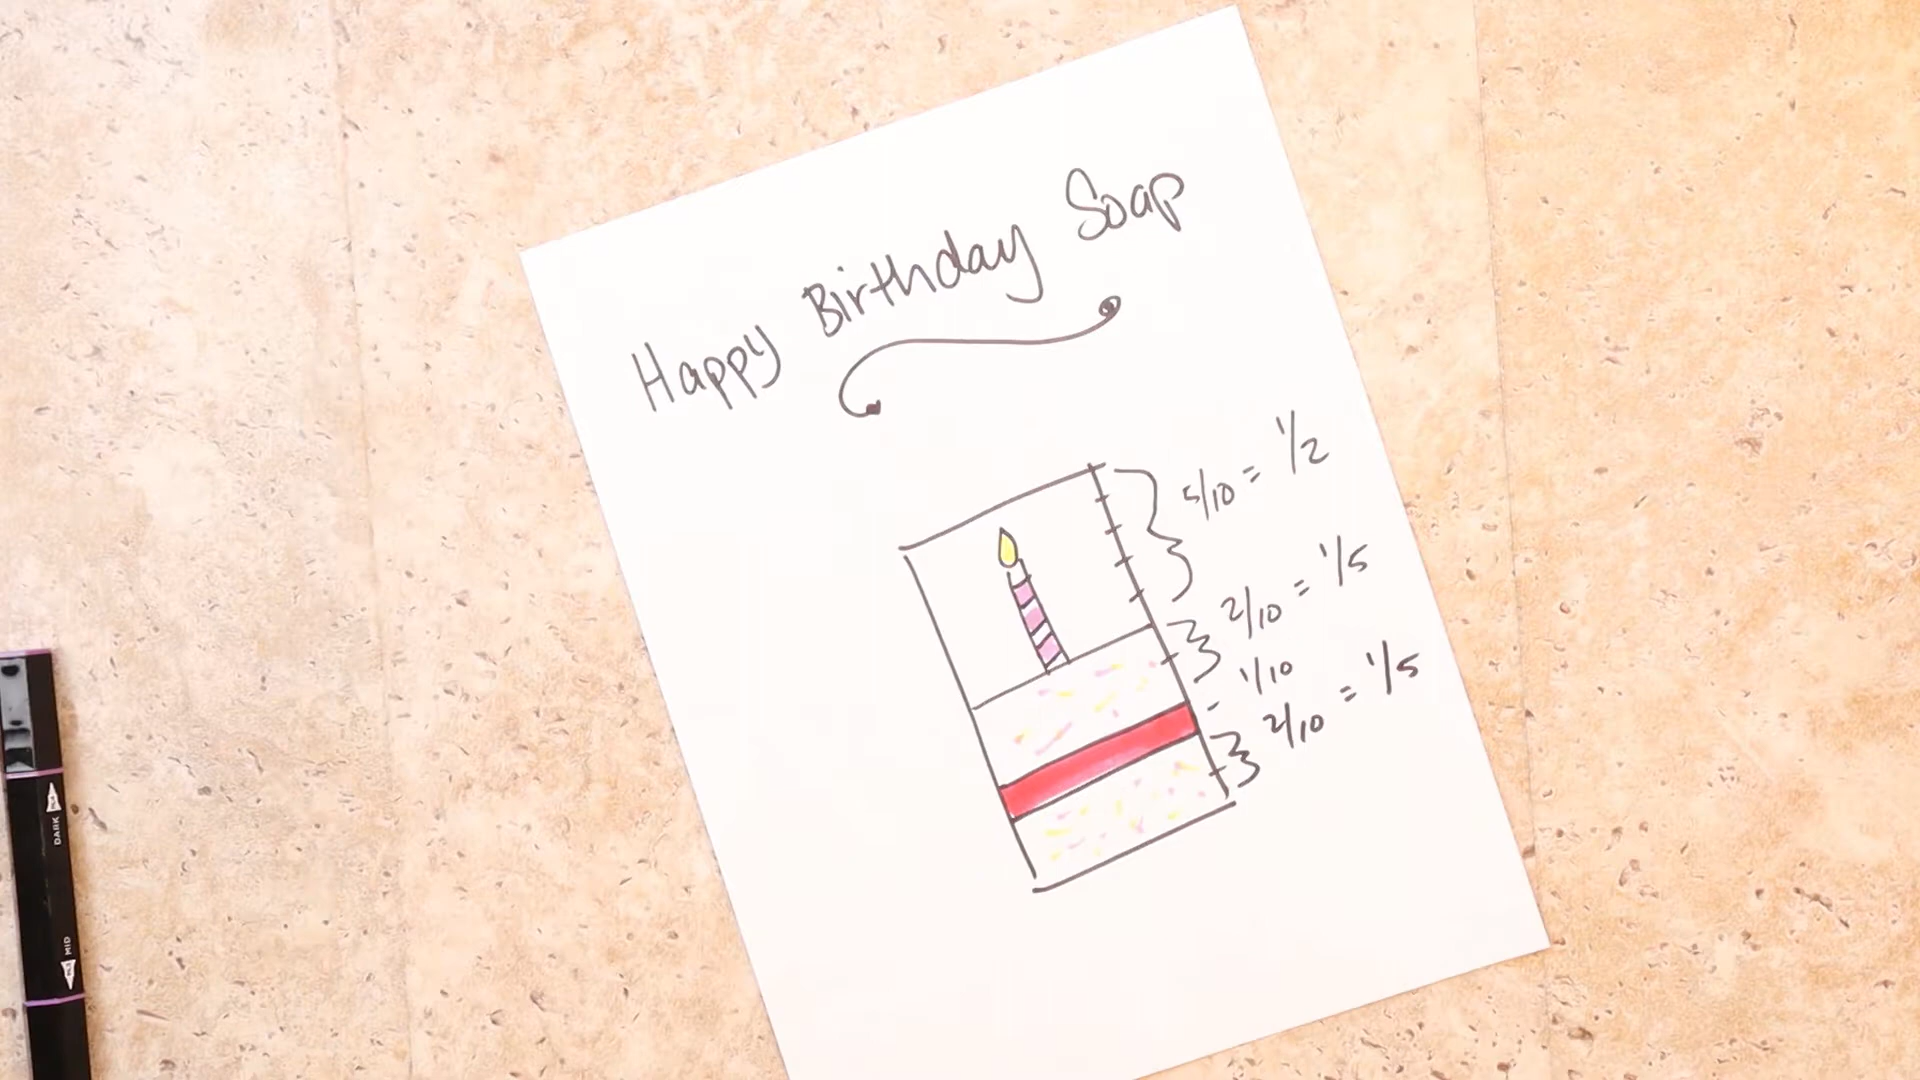 Happy Birthday Soap
5/10 = 1/2
2/10 = 1/5
1/10
2/10 = 1/5
DARK
MID